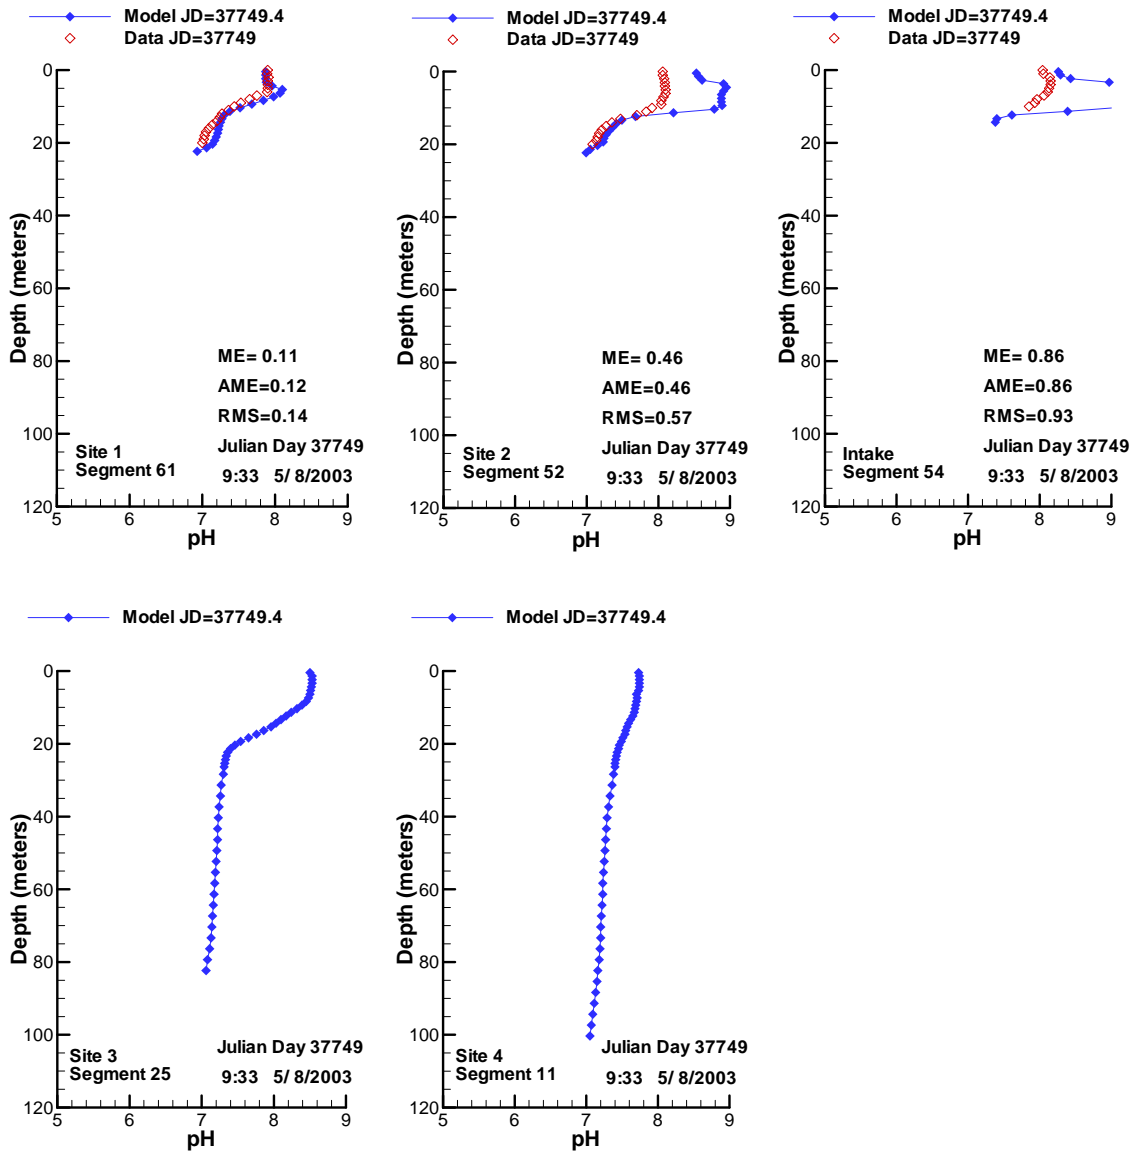 Model JD=37749.4
Data JD=37749
0
20
40
60
80
100
120
Depth (meters)
ME= 0.11
AME=0.12
RMS=0.14
Julian Day 37749
9:33 5/ 8/2003
Site 1
Segment 61
5 6 7 8 9
pH
Model JD=37749.4
Data JD=37749
0
20
40
60
80
100
120
Depth (meters)
ME= 0.46
AME=0.46
RMS=0.57
Julian Day 37749
9:33 5/ 8/2003
Site 2
Segment 52
5 6 7 8 9
pH
Model JD=37749.4
Data JD=37749
0
20
40
60
80
100
120
Depth (meters)
ME= 0.86
AME=0.86
RMS=0.93
Julian Day 37749
9:33 5/ 8/2003
Intake
Segment 54
5 6 7 8 9
pH
Model JD=37749.4
0
20
40
60
80
100
120
Depth (meters)
Julian Day 37749
9:33 5/ 8/2003
Site 3
Segment 25
5 6 7 8 9
pH
Model JD=37749.4
0
20
40
60
80
100
120
Depth (meters)
Julian Day 37749
9:33 5/ 8/2003
Site 4
Segment 11
5 6 7 8 9
pH